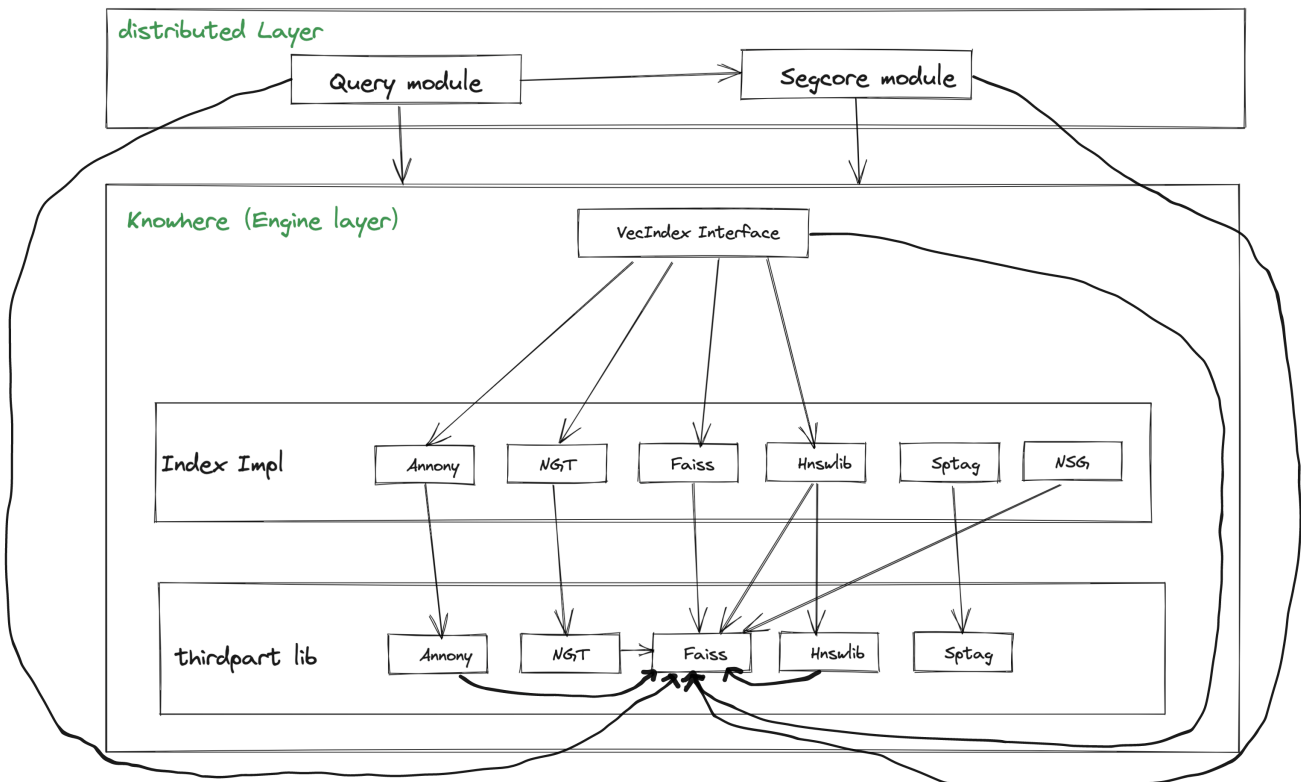 distributed Layer
Query module
Segcore module
Knowhere (Engine layer)
VecIndex Interface
Index Impl
Annony
NGT
Faiss
Hnswlib
Sptag
NSG
thirdpart lib
Annony
NGT
Faiss
Hnswlib
Sptag